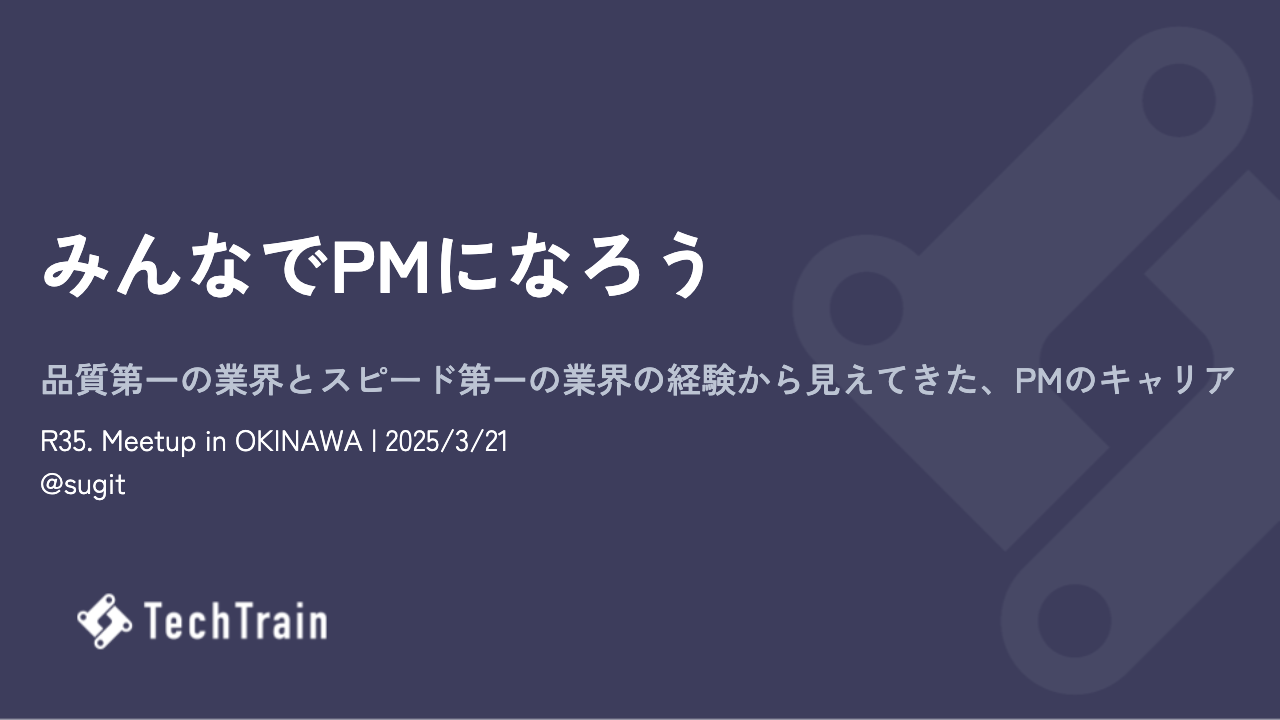 みんなでPMになろう
品質第一の業界とスピード第一の業界の経験から見えてきた、PMのキャリア
R35. Meetup in OKINAWA | 2025/3/21
@sugit
TechTrain